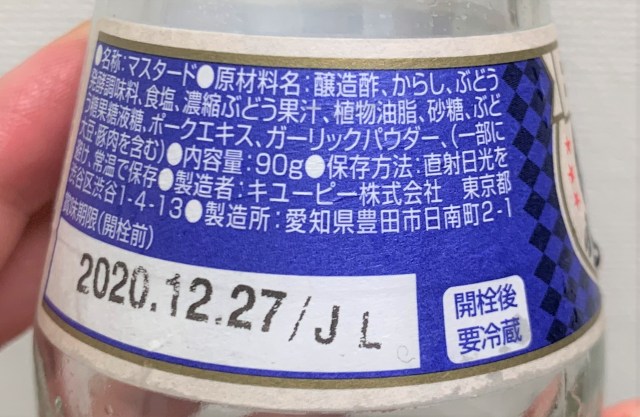 ●名称:マスタード●原材料名:醸造酢、からし、ぶどう
発酵調味料、食塩、濃縮ぶどう果汁、植物油脂、砂糖、ぶど
う糖果糖液糖、ポークエキス、ガーリックパウダー、(一部に
大豆・豚肉を含む)●内容量:90g●保存方法:直射日光を
避け、常温で保存●製造者:キユーピー株式会社 東京都
渋谷区渋谷1-4-13●製造所:愛知県豊田市日南町2-1
賞味期限(開栓前)
2020.12.27/JL
開栓後
要冷蔵